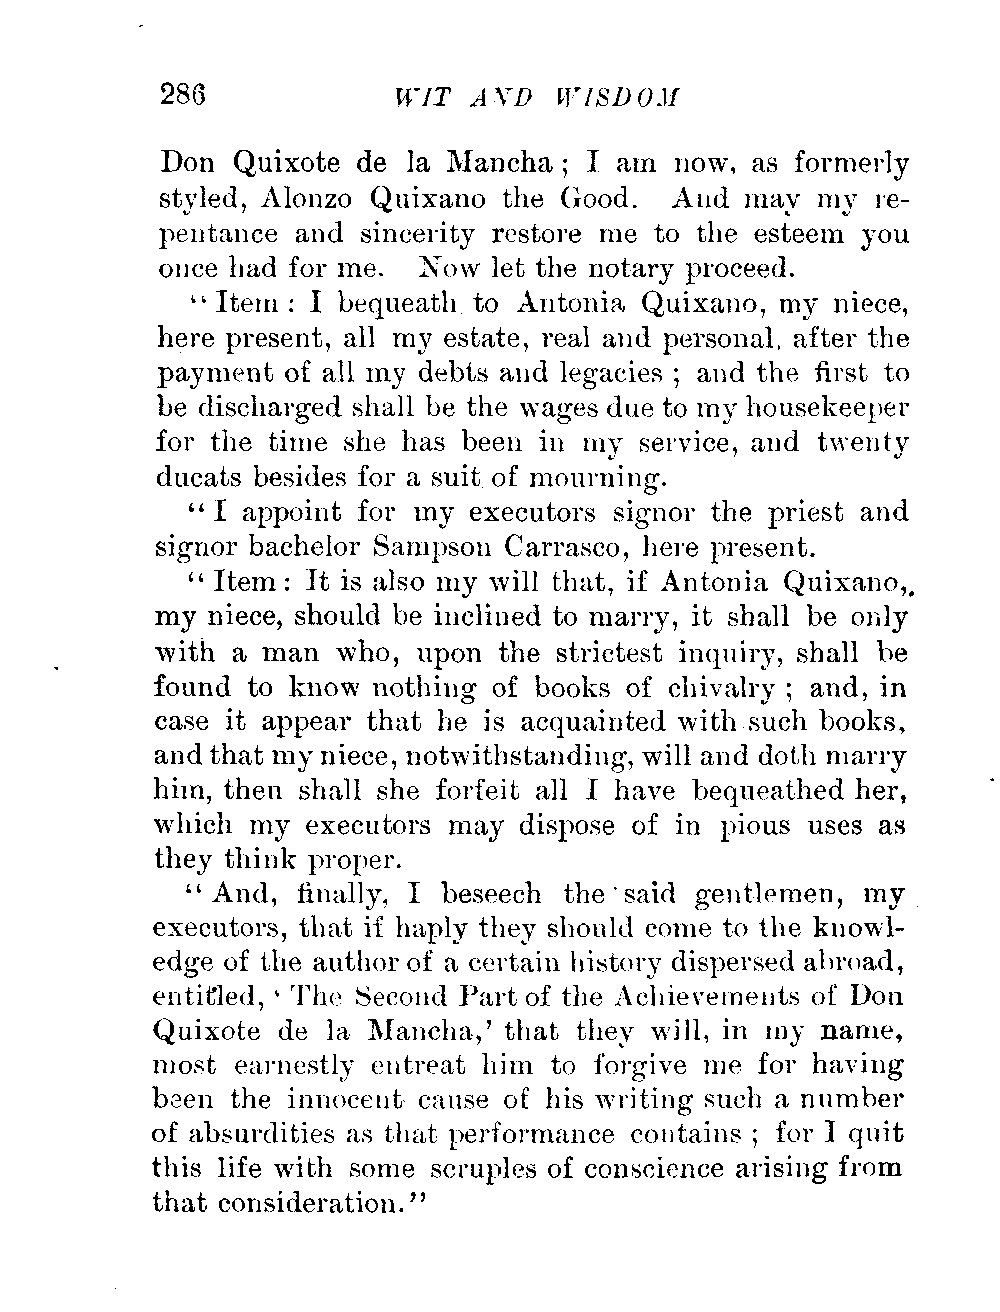 286 WIT AND WISDOM
Don Quixote de la Mancha; I am now, as formerly
styled, Alonzo Quixano the Good. And may my re-
pentance and sincerity restore me to the esteem you
once had for me. Now let the notary proceed.
“Item: I bequeath to Antonia Quixano, my niece,
here present, all my estate, real and personal, after the
payment of all my debts and legacies; and the first to
be discharged shall be the wages due to my housekeeper
for the time she has been in my service, and twenty
ducats besides for a suit of mourning.
“I appoint for my executors signor the priest and
signor bachelor Sampson Carrasco, here present.
“Item: It is also my will that, if Antonia Quixano,
my niece, should be inclined to marry, it shall be only
with a man who, upon the strictest inquiry, shall be
found to know nothing of books of chivalry; and, in
case it appear that he is acquainted with such books,
and that my niece, notwithstanding, will and doth marry
him, then shall she forfeit all I have bequeathed her,
which my executors may dispose of in pious uses as
they think proper.
“And, finally, I beseech the said gentlemen, my
executors, that if haply they should come to the knowl-
edge of the author of a certain history dispersed abroad,
entitled, ‘The Second Part of the Achievements of Don
Quixote de la Mancha,’ that they will, in my name,
most earnestly entreat him to forgive me for having
been the innocent cause of his writing such a number
of absurdities as that performance contains; for I quit
this life with some scruples of conscience arising from
that consideration.”